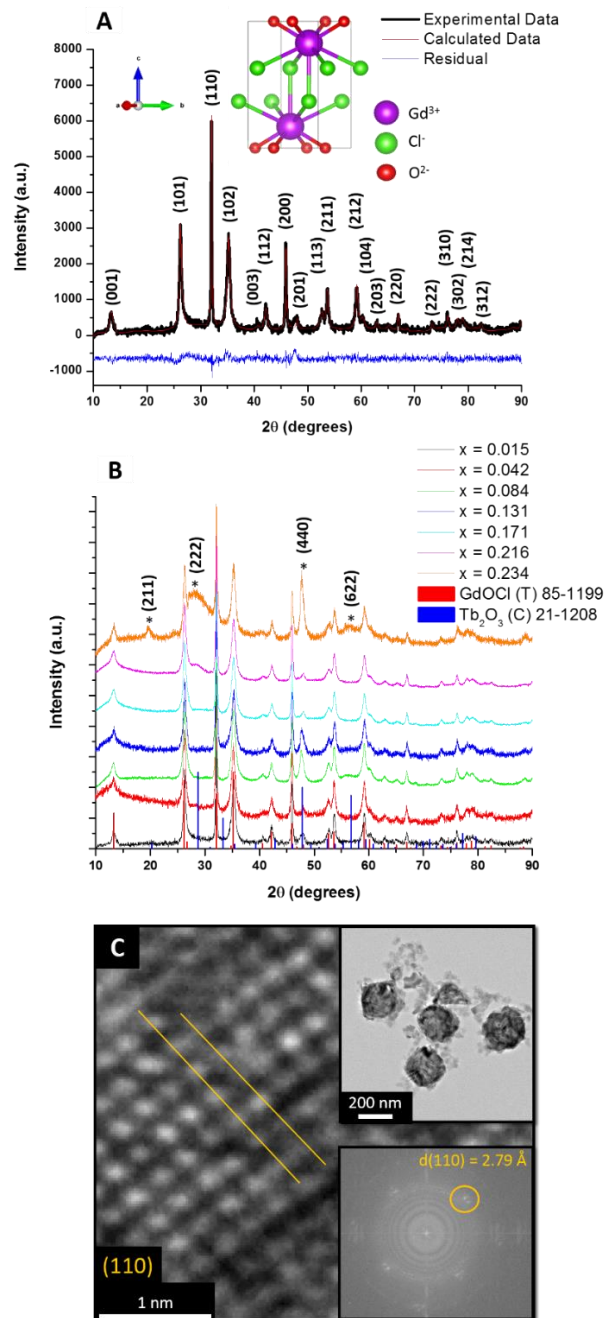 A
Experimental Data
Calculated Data
Residual
c
a
b
Gd³⁺
Cl⁻
O²⁻
Intensity (a.u.)
8000
7000
6000
5000
4000
3000
2000
1000
0
-1000
(001)
(101)
(110)
(102)
(003)
(112)
(200)
(201)
(113)
(211)
(212)
(104)
(203)
(220)
(222)
(310)
(302)
(214)
(312)
10 20 30 40 50 60 70 80 90
2θ (degrees)
B
χ = 0.015
χ = 0.042
χ = 0.084
χ = 0.131
χ = 0.171
χ = 0.216
χ = 0.234
GdOCl (T) 85-1199
Tb₂O₃ (C) 21-1208
Intensity (a.u.)
* (211)
* (222)
(440)
*
(622)
*
10 20 30 40 50 60 70 80 90
2θ (degrees)
C
200 nm
d(110) = 2.79 Å
(110)
1 nm